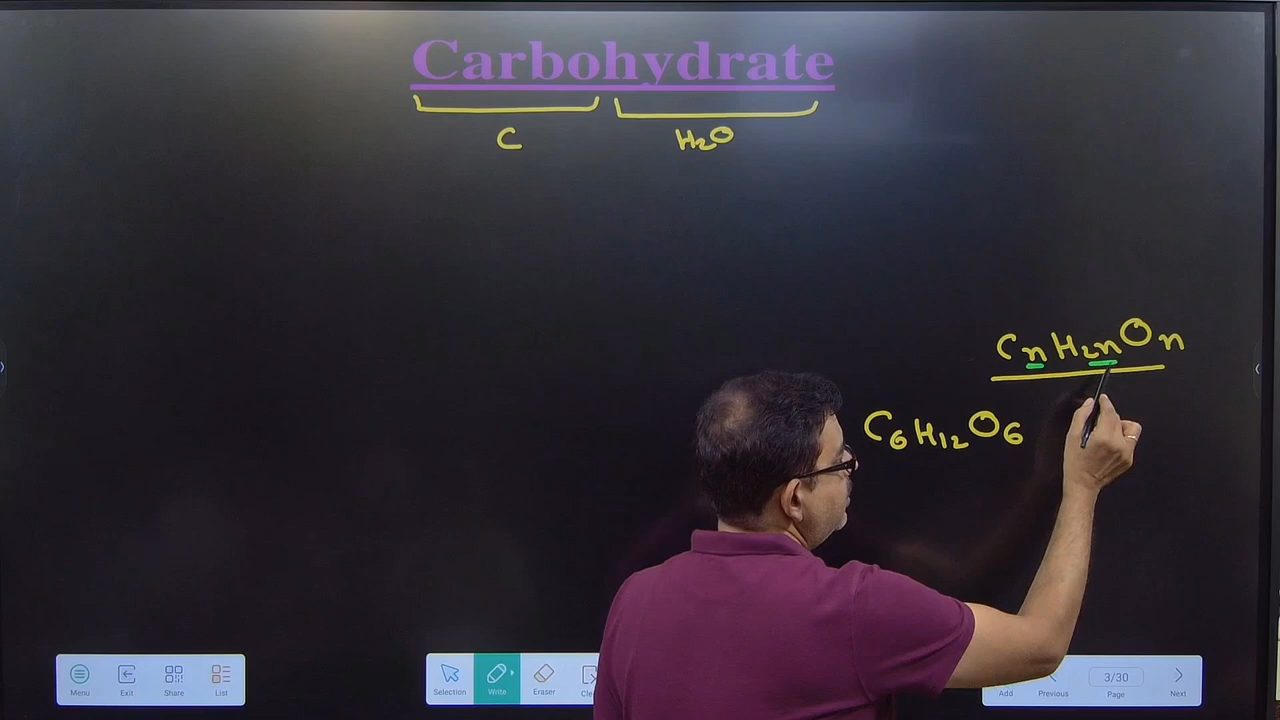 Carbohydrate
C H₂O
CnH2nOn
C₆H₁₂O₆
Menu Exit Share List Selection Write Eraser Add Previous 3/30 Page Next